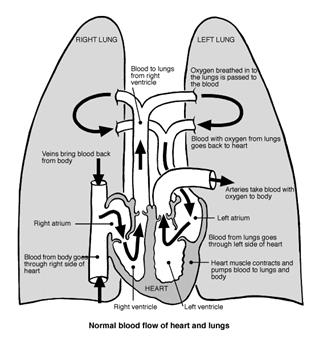 RIGHT LUNG
LEFT LUNG
Blood to lungs
from right
ventricle
Oxygen breathed in to
the lungs is passed to
the blood
Blood with oxygen from lungs
goes back to heart
Veins bring blood back
from body
Arteries take blood with
oxygen to body
Right atrium
Left atrium
Blood from lungs goes
through left side of heart
Blood from body goes
through right side of
heart
Heart muscle contracts and
pumps blood to lungs and
body
HEART
Right ventricle
Left ventricle
Normal blood flow of heart and lungs